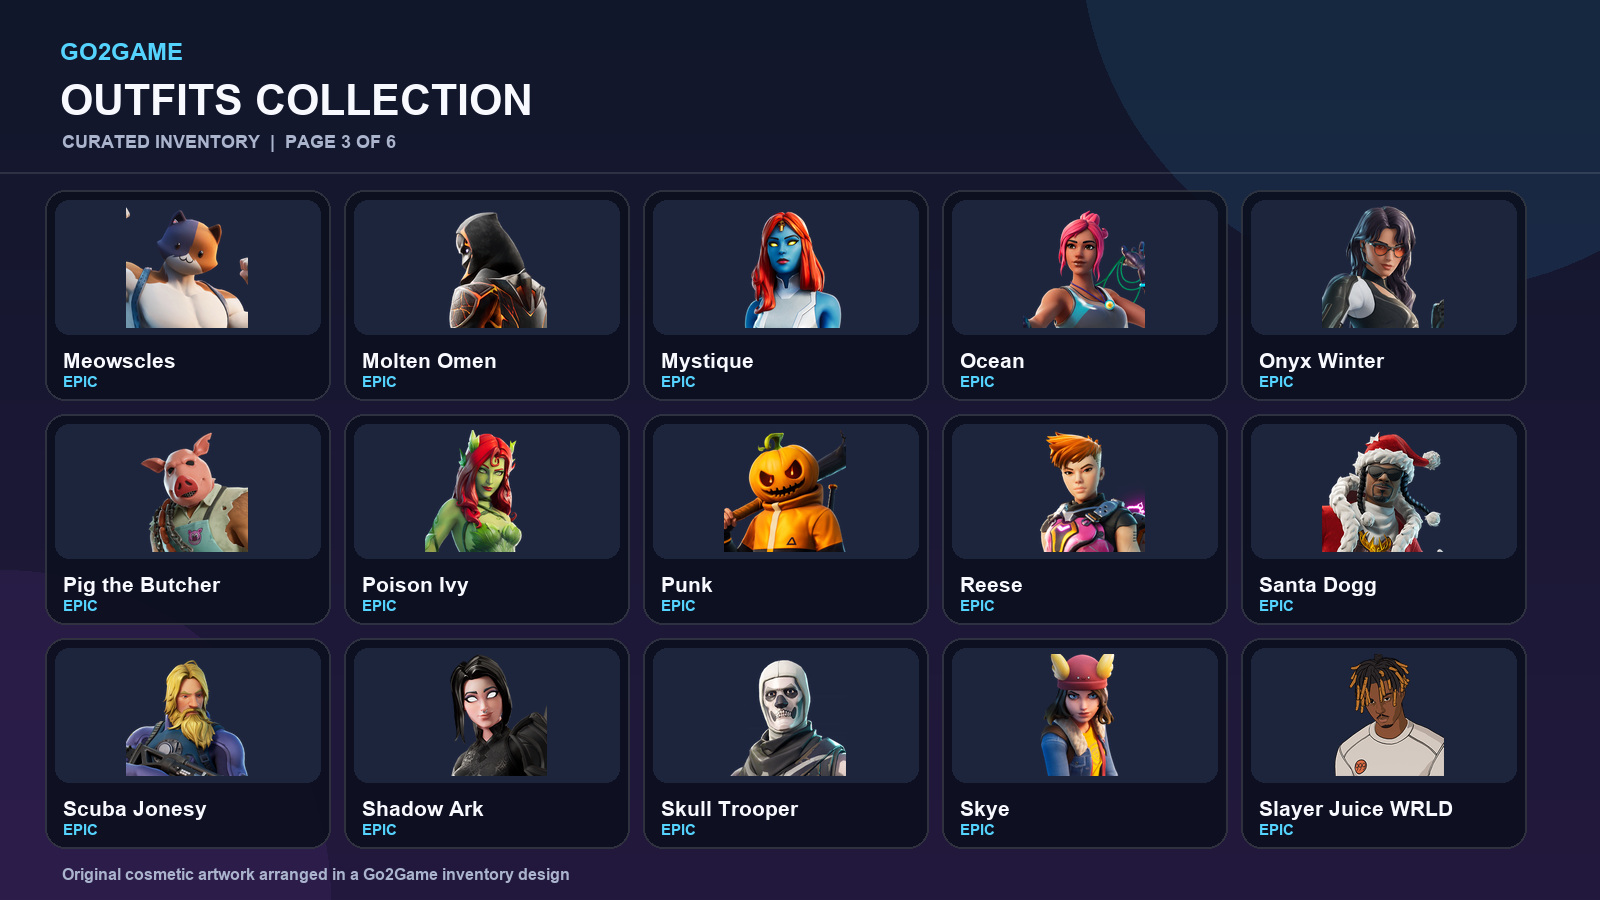 GO2GAME
OUTFITS COLLECTION
CURATED INVENTORY | PAGE 3 OF 6
Meowscles
EPIC
Molten Omen
EPIC
Mystique
EPIC
Ocean
EPIC
Onyx Winter
EPIC
Pig the Butcher
EPIC
Poison Ivy
EPIC
Punk
EPIC
Reese
EPIC
Santa Dogg
EPIC
Scuba Jonesy
EPIC
Shadow Ark
EPIC
Skull Trooper
EPIC
Skye
EPIC
Slayer Juice WRLD
EPIC
Original cosmetic artwork arranged in a Go2Game inventory design